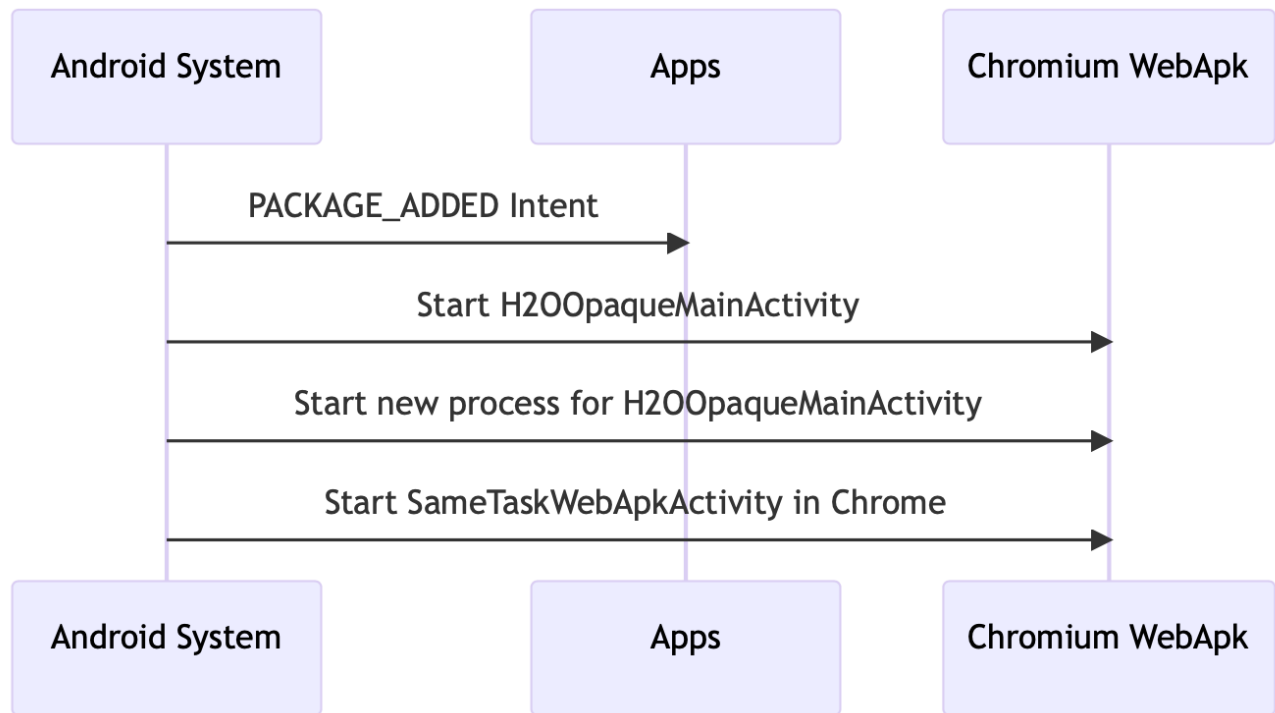 Android System
Apps
Chromium WebApk
PACKAGE_ADDED Intent
Start H2OOpaqueMainActivity
Start new process for H2OOpaqueMainActivity
Start SameTaskWebApkActivity in Chrome
Android System
Apps
Chromium WebApk